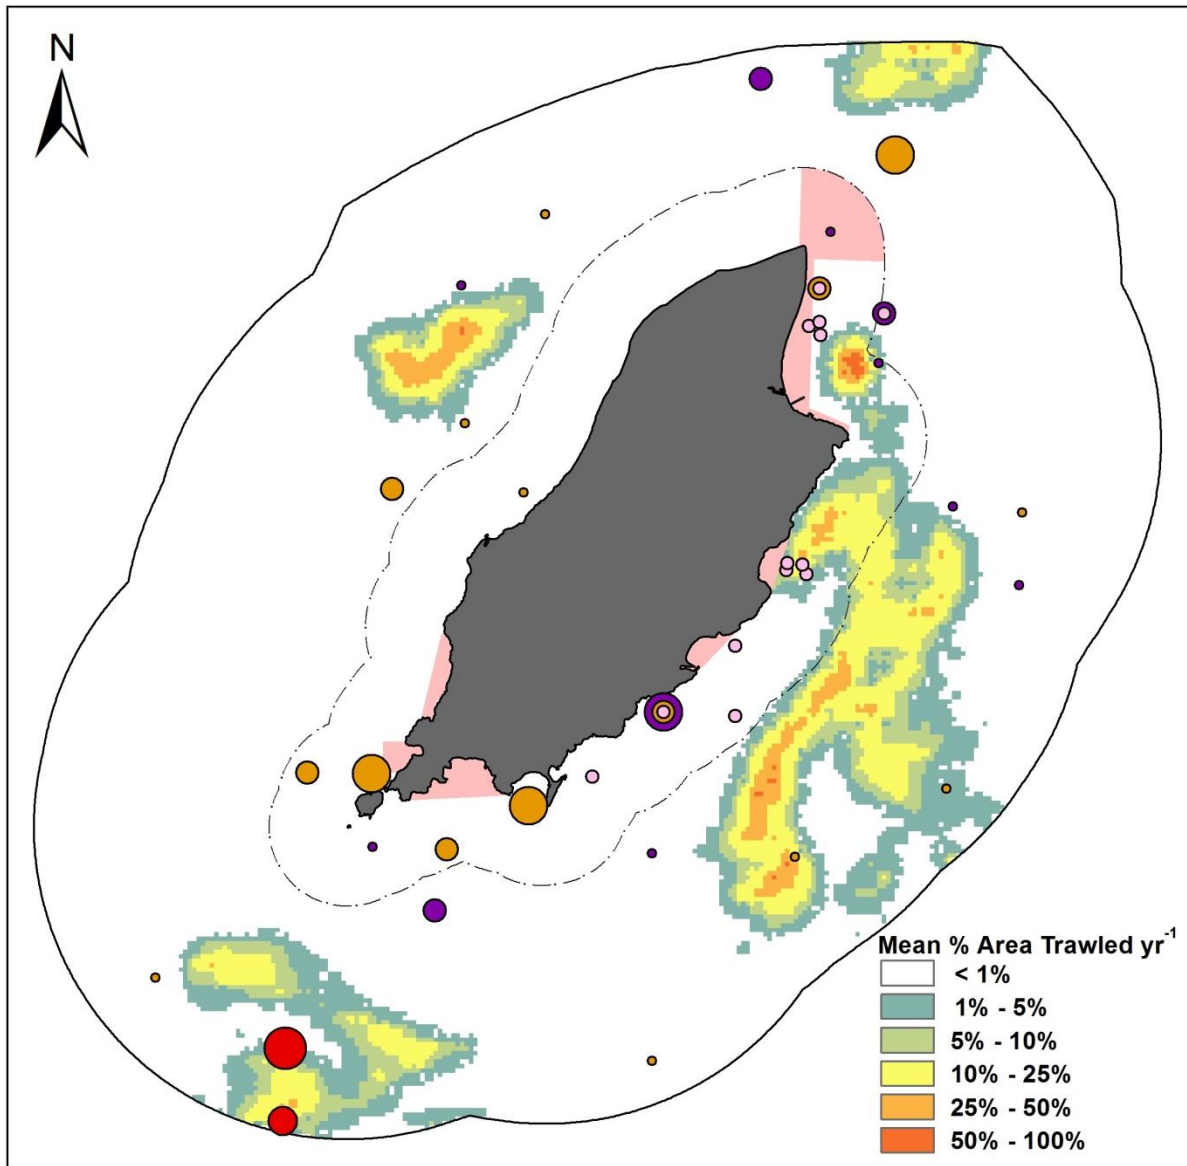 N
Mean % Area Trawled yr⁻¹
< 1%
1% - 5%
5% - 10%
10% - 25%
25% - 50%
50% - 100%